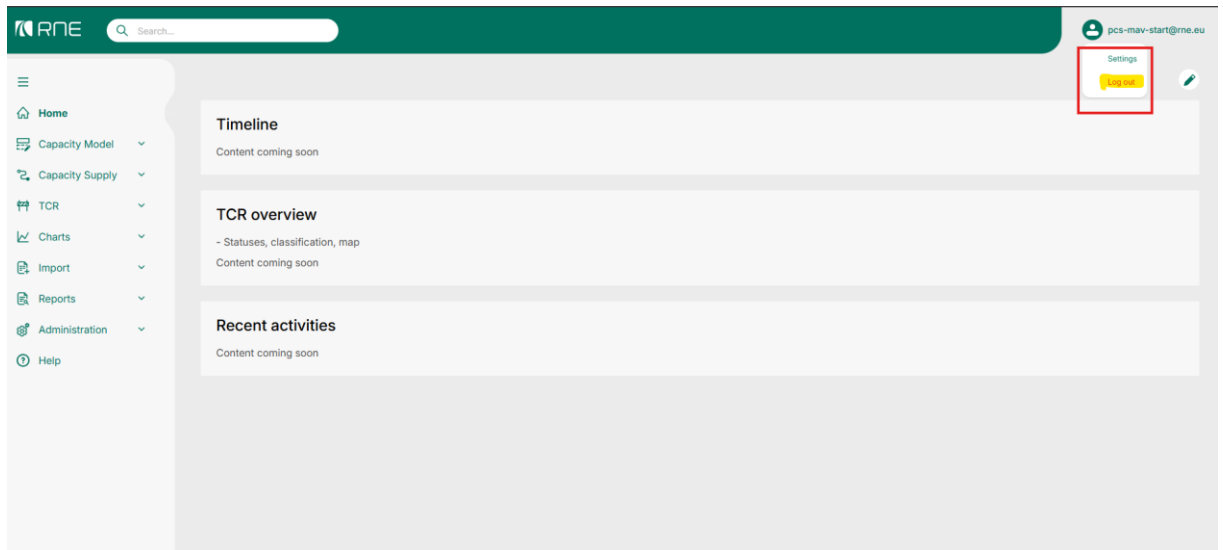 RNE
Search...
pcs-mav-start@rne.eu
Settings
Log out
Home
Capacity Model
Capacity Supply
TCR
Charts
Import
Reports
Administration
Help
Timeline
Content coming soon
TCR overview
- Statuses, classification, map
Content coming soon
Recent activities
Content coming soon